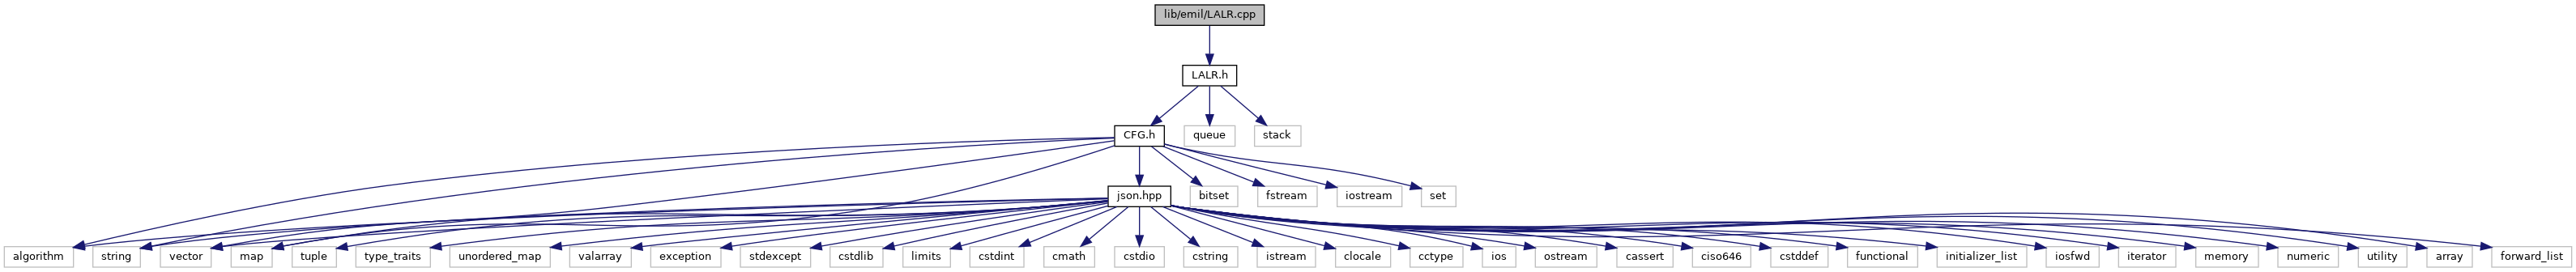 lib/emil/LALR.cpp
LALR.h
CFG.h
queue
stack
json.hpp
bitset
fstream
iostream
set
algorithm
string
vector
map
tuple
type_traits
unordered_map
valarray
exception
stdexcept
cstdlib
limits
cstdint
cmath
cstdio
cstring
istream
clocale
cctype
ios
ostream
cassert
ciso646
cstddef
functional
initializer_list
iosfwd
iterator
memory
numeric
utility
array
forward_list